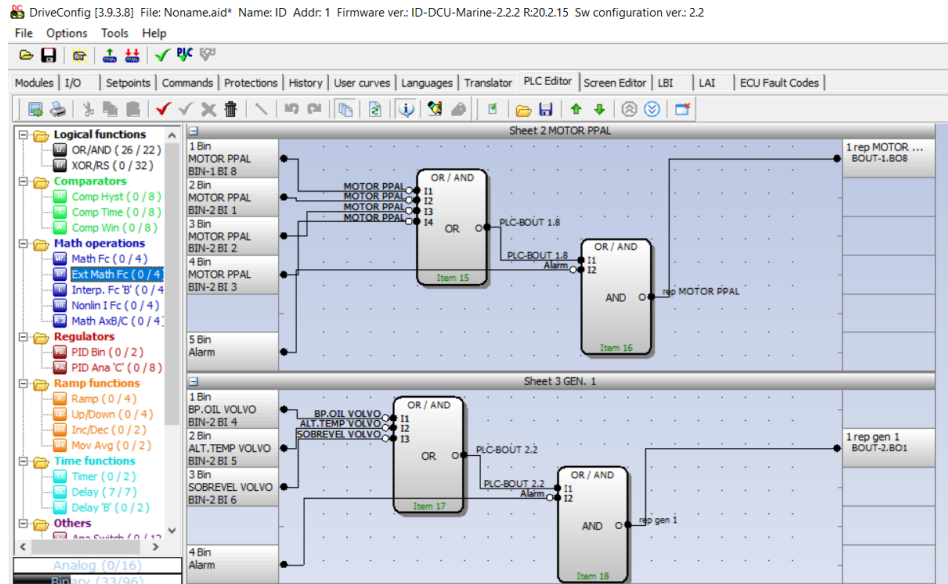 DriveConfig [3.9.3.8] File: Noname.aid* Name: ID Addr: 1 Firmware ver.: ID-DCU-Marine-2.2.2 R:20.2.15 Sw configuration ver.: 2.2
File Options Tools Help
Modules I/O Setpoints Commands Protections History User curves Languages Translator PLC Editor Screen Editor LBI LAI ECU Fault Codes
Logical functions
OR/AND ( 26 / 22 )
XOR/RS ( 0 / 32 )
Comparators
Comp Hyst ( 0 / 8 )
Comp Time ( 0 / 8 )
Comp Win ( 0 / 8 )
Math operations
Math Fc ( 0 / 4 )
Ext Math Fc ( 0 / 4
Interp. Fc 'B' ( 0 / 4
Nonlin I Fc ( 0 / 4 )
Math AxB/C ( 0 / 4
Regulators
PID Bin ( 0 / 2 )
PID Ana 'C' ( 0 / 8 )
Ramp functions
Ramp ( 0 / 4 )
Up/Down ( 0 / 4 )
Inc/Dec ( 0 / 2 )
Mov Avg ( 0 / 2 )
Time functions
Timer ( 0 / 2 )
Delay ( 7 / 7 )
Delay 'B' ( 0 / 2 )
Others
Ana Switch ( 0 / 12
Analog (0/16)
Binary (33/96)
Sheet 2 MOTOR PPAL
1 Bin
MOTOR PPAL
BIN-1 BI 8
2 Bin
MOTOR PPAL
BIN-2 BI 1
3 Bin
MOTOR PPAL
BIN-2 BI 2
4 Bin
MOTOR PPAL
BIN-2 BI 3
5 Bin
Alarm
OR / AND
MOTOR PPAL I1
MOTOR PPAL I2
MOTOR PPAL I3
MOTOR PPAL I4
OR O
Item 15
PLC-BOUT 1.8
OR / AND
PLC-BOUT 1.8 I1
Alarm I2
AND O
Item 16
rep MOTOR PPAL
1 rep MOTOR ...
BOUT-1.BO8
Sheet 3 GEN. 1
1 Bin
BP.OIL VOLVO
BIN-2 BI 4
2 Bin
ALT.TEMP VOLVO
BIN-2 BI 5
3 Bin
SOBREVEL VOLVO
BIN-2 BI 6
4 Bin
Alarm
OR / AND
BP.OIL VOLVO I1
ALT.TEMP VOLVO I2
SOBREVEL VOLVO I3
OR O
Item 17
PLC-BOUT 2.2
OR / AND
PLC-BOUT 2.2 I1
Alarm I2
AND O
Item 18
rep gen 1
1 rep gen 1
BOUT-2.BO1